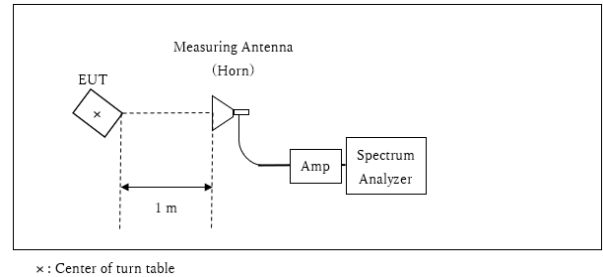 Measuring Antenna
(Horn)
EUT
×
Amp
Spectrum
Analyzer
1 m
× : Center of turn table